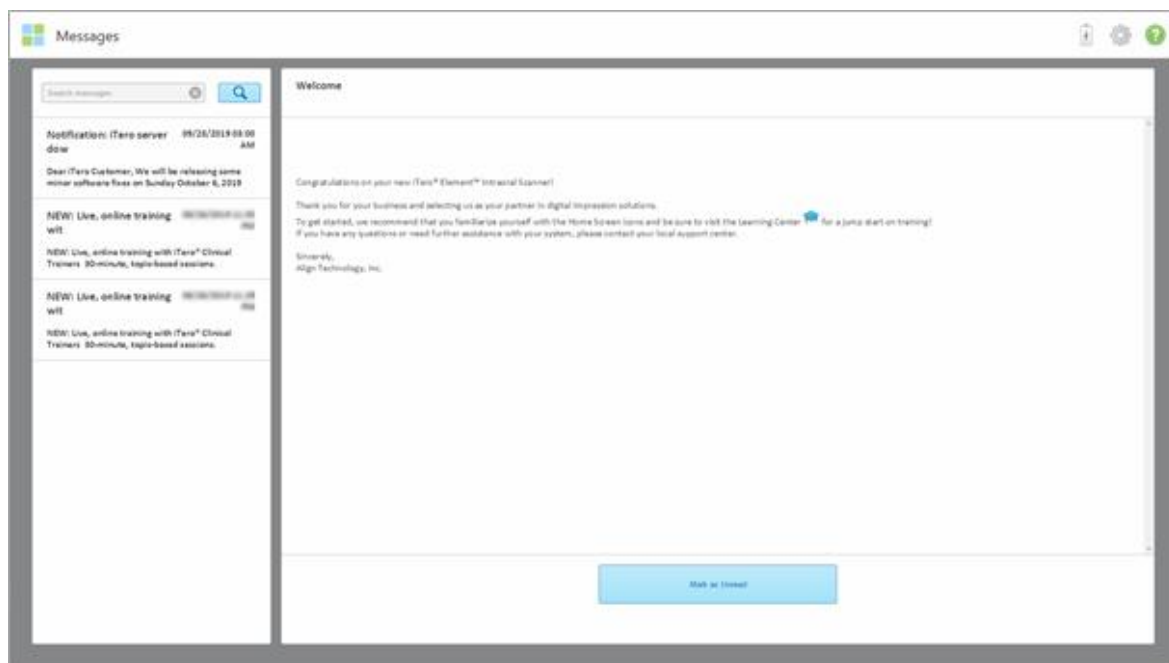 Messages
Search messages
Notification: iTero server 09/26/2019 08:00
dow AM
Dear iTero Customer, We will be releasing some
minor software fixes on Sunday October 6, 2019
NEW: Live, online training
wit
NEW: Live, online training with iTero® Clinical
Trainers 30-minute, topic-based sessions.
NEW: Live, online training
wit
NEW: Live, online training with iTero® Clinical
Trainers 30-minute, topic-based sessions.
Welcome
Congratulations on your new iTero® Element™ Intraoral Scanner!
Thank you for your business and selecting us as your partner in digital impression solutions.
To get started, we recommend that you familiarize yourself with the Home Screen icons and be sure to visit the Learning Center for a jump start on training!
If you have any questions or need further assistance with your system, please contact your local support center.
Sincerely,
Align Technology, Inc.
Mark as Unread